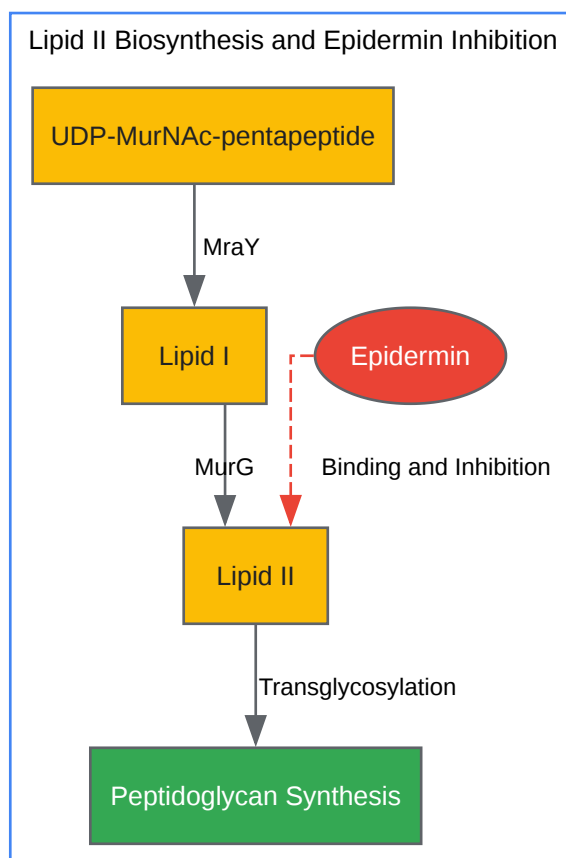 Lipid II Biosynthesis and Epidermin Inhibition
UDP-MurNAc-pentapeptide
MraY
Lipid I
Epidermin
MurG
Binding and Inhibition
Lipid II
Transglycosylation
Peptidoglycan Synthesis